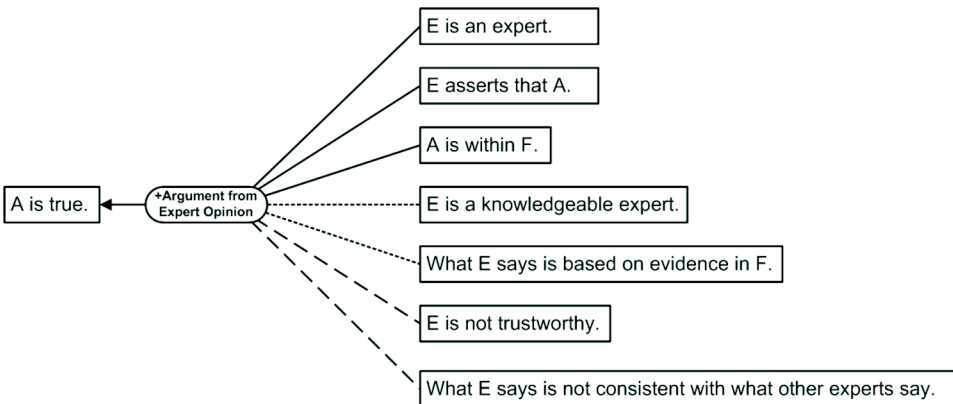 E is an expert.
E asserts that A.
A is within F.
A is true.
+Argument from
Expert Opinion
E is a knowledgeable expert.
What E says is based on evidence in F.
E is not trustworthy.
What E says is not consistent with what other experts say.